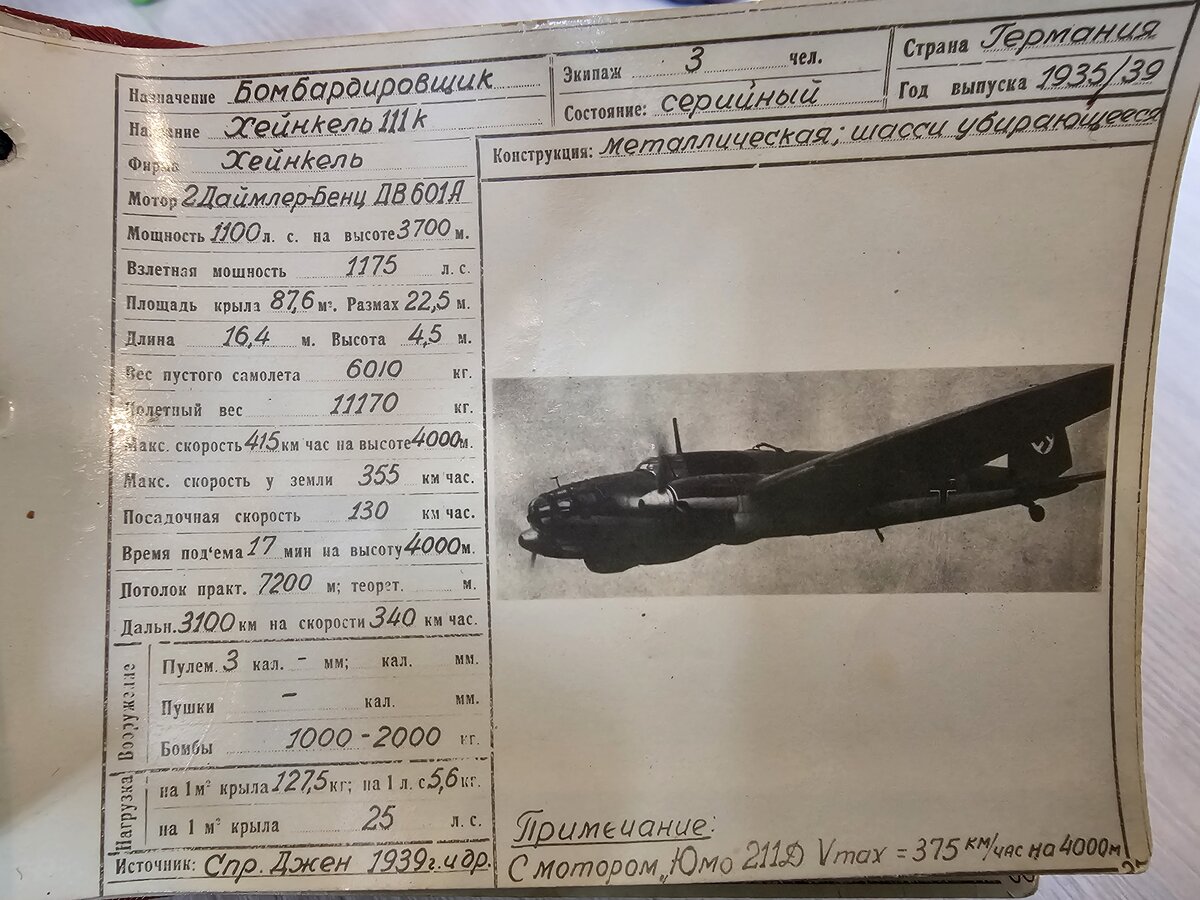 Назначение Бомбардировщик
Название Хейнкель 111к
Фирма Хейнкель
Мотор 2 Даймлер-Бенц ДВ 601А
Мощность 1100 л. с. на высоте 3700 м.
Взлетная мощность 1175 л. с.
Площадь крыла 87,6 м². Размах 22,5 м.
Длина 16,4 м. Высота 4,5 м.
Вес пустого самолета 6010 кг.
Полетный вес 11170 кг.
Макс. скорость 415 км час на высоте 4000 м.
Макс. скорость у земли 355 км час.
Посадочная скорость 130 км час.
Время под'ема 17 мин на высоту 4000 м.
Потолок практ. 7200 м; теорет. м.
Дальн. 3100 км на скорости 340 км час.
Вооружение
Пулем. 3 кал. - мм; кал. мм.
Пушки - кал. мм.
Бомбы 1000 - 2000 кг.
Нагрузка
на 1 м² крыла 127,5 кг; на 1 л. с 5,6 кг.
на 1 м² крыла 25 л. с.
Источник: Спр. Джен 1939 г. и др.
Экипаж 3 чел.
Состояние: серийный
Страна Германия
Год выпуска 1935/39
Конструкция: металлическая; шасси убирающееся
Примечание:
С мотором „Юмо 211Д Vmax = 375 км/час на 4000м